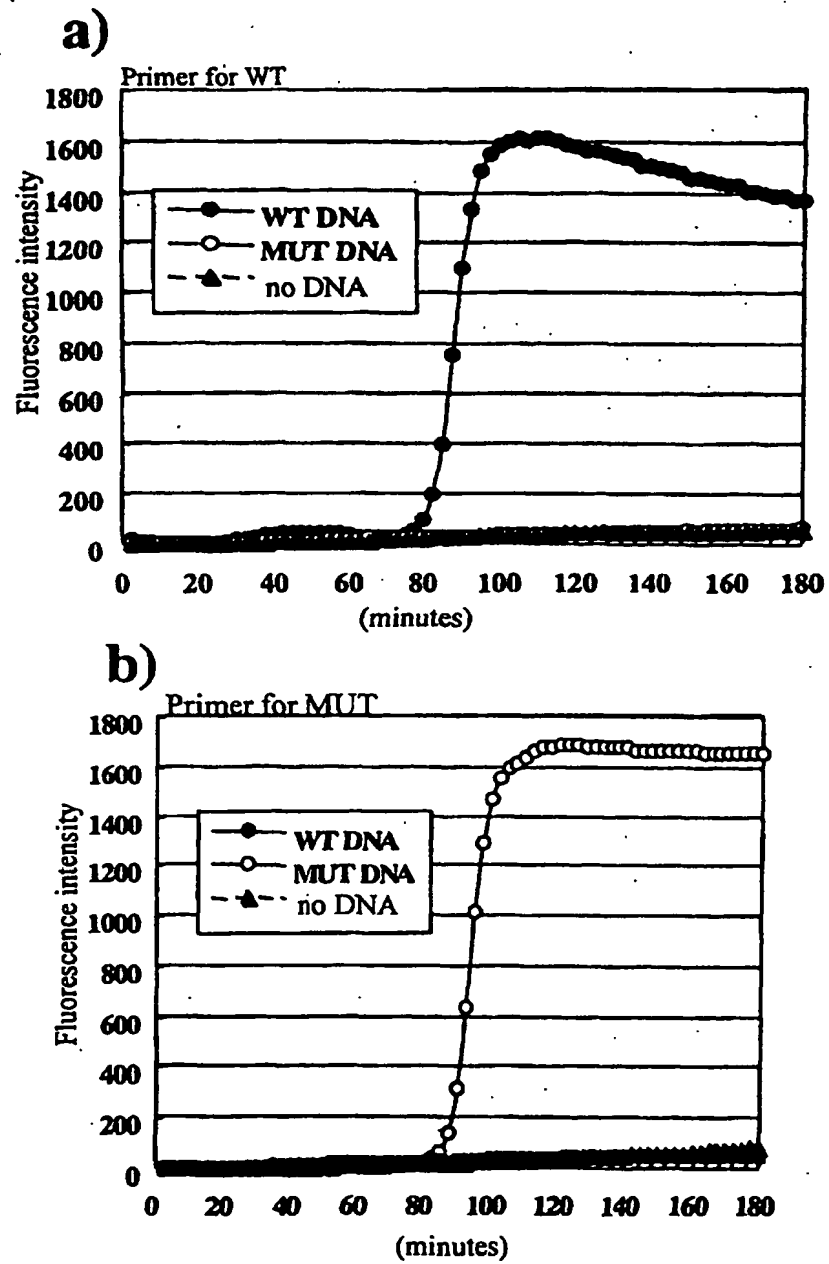 a)
Primer for WT
1800
1600
1400
1200
1000
800
600
400
200
0
Fluorescence intensity
WT DNA
MUT DNA
no DNA
0 20 40 60 80 100 120 140 160 180
(minutes)
b)
Primer for MUT
1800
1600
1400
1200
1000
800
600
400
200
0
Fluorescence intensity
WT DNA
MUT DNA
no DNA
0 20 40 60 80 100 120 140 160 180
(minutes)